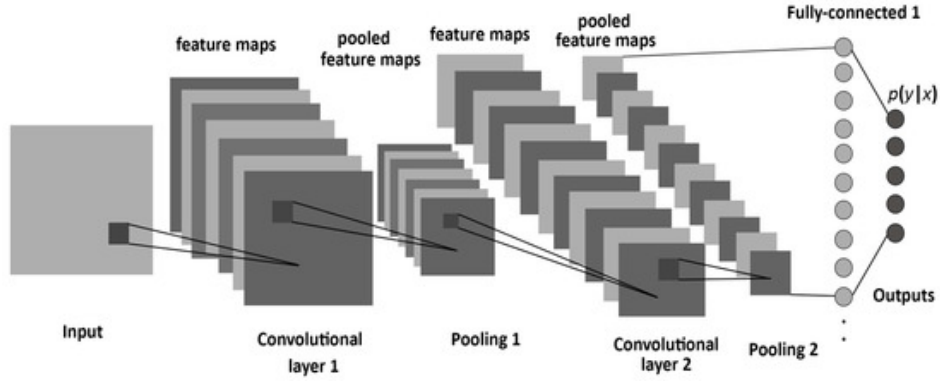 Fully-connected 1
feature maps
pooled
feature maps
feature maps
pooled
feature maps
p(y|x)
Input
Convolutional
layer 1
Pooling 1
Convolutional
layer 2
Pooling 2
Outputs